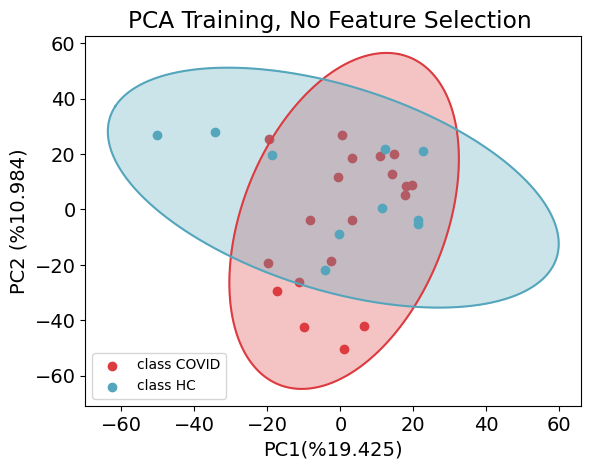 PCA Training, No Feature Selection
60
40
20
0
−20
−40
−60
PC2 (%10.984)
class COVID
class HC
−60 −40 −20 0 20 40 60
PC1(%19.425)